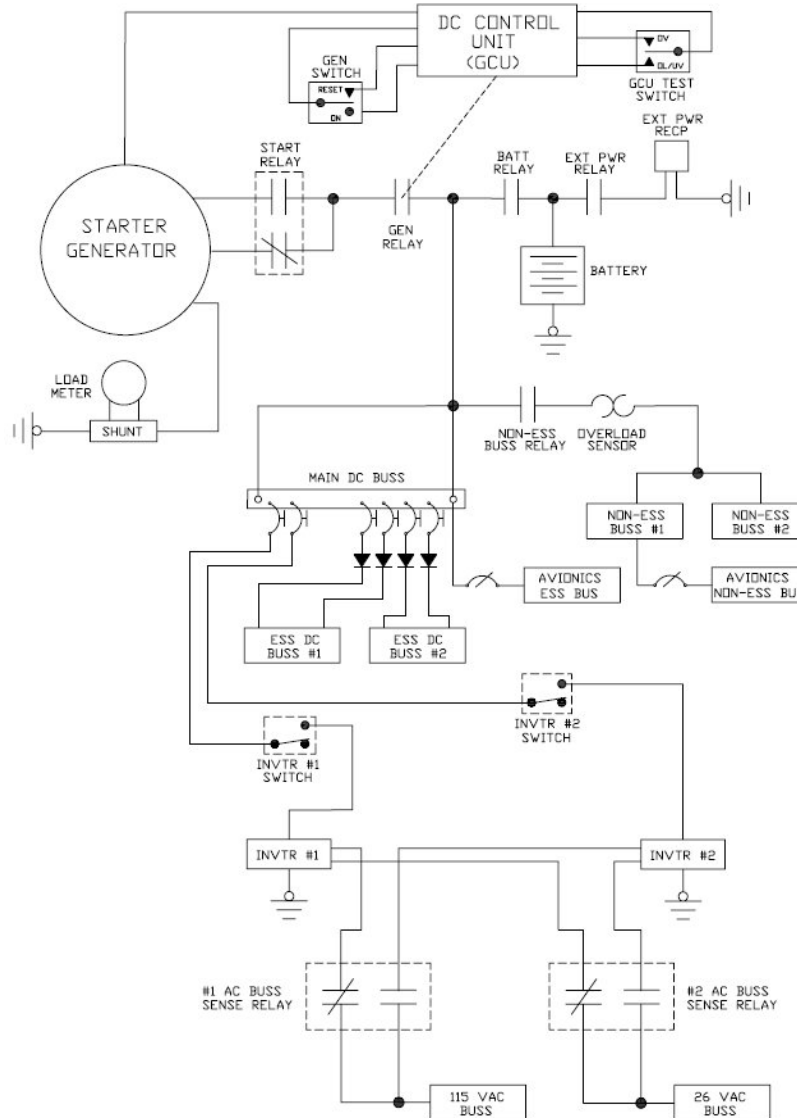 DC CONTROL
UNIT
(GCU)
GEN
SWITCH
RESET
ON
OV
OL/UV
GCU TEST
SWITCH
EXT PWR
RECP
START
RELAY
BATT
RELAY
EXT PWR
RELAY
STARTER
GENERATOR
GEN
RELAY
BATTERY
LOAD
METER
SHUNT
NON-ESS
BUSS RELAY
OVERLOAD
SENSOR
MAIN DC BUSS
NON-ESS
BUSS #1
NON-ESS
BUSS #2
AVIONICS
ESS BUS
AVIONICS
NON-ESS
ESS DC
BUSS #1
ESS DC
BUSS #2
INVTR #2
SWITCH
INVTR #1
SWITCH
INVTR #1
INVTR #2
#1 AC BUSS
SENSE RELAY
#2 AC BUSS
SENSE RELAY
115 VAC
BUSS
26 VAC
BUSS